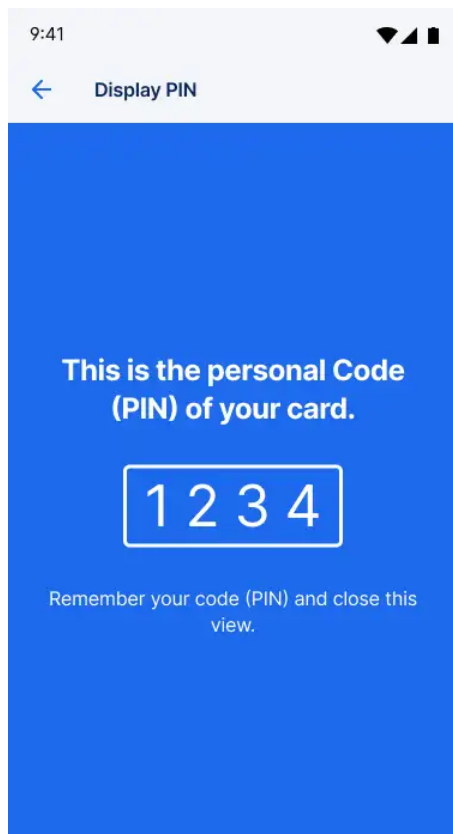 9:41
Display PIN
This is the personal Code
(PIN) of your card.
1 2 3 4
Remember your code (PIN) and close this
view.